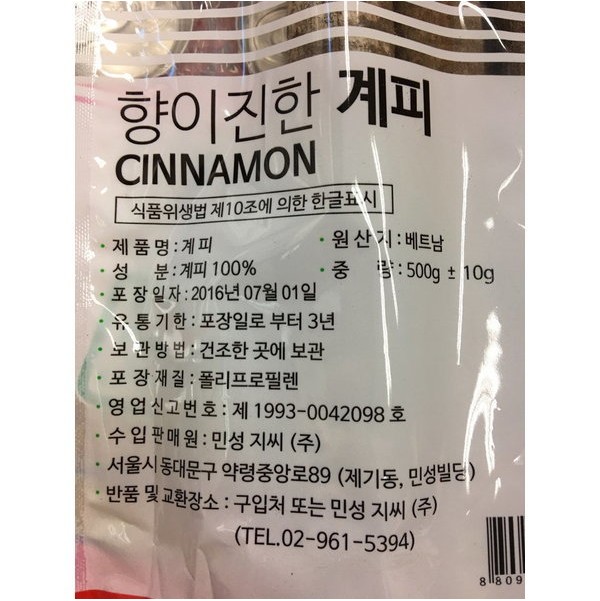 향이진한 계피
CINNAMON
식품위생법 제10조에 의한 한글표시
· 제품명 : 계피 · 원산지 : 베트남
· 성 분 : 계피 100% · 중 량 : 500g ± 10g
· 포장일자 : 2016년 07월 01일
· 유통기한 : 포장일로 부터 3년
· 보관방법 : 건조한 곳에 보관
· 포장재질 : 폴리프로필렌
· 영업신고번호 : 제 1993-0042098 호
· 수입판매원 : 민성 지씨 (주)
· 서울시 동대문구 약령중앙로89 (제기동, 민성빌딩)
· 반품 및 교환장소 : 구입처 또는 민성 지씨 (주)
(TEL.02-961-5394)
8 809